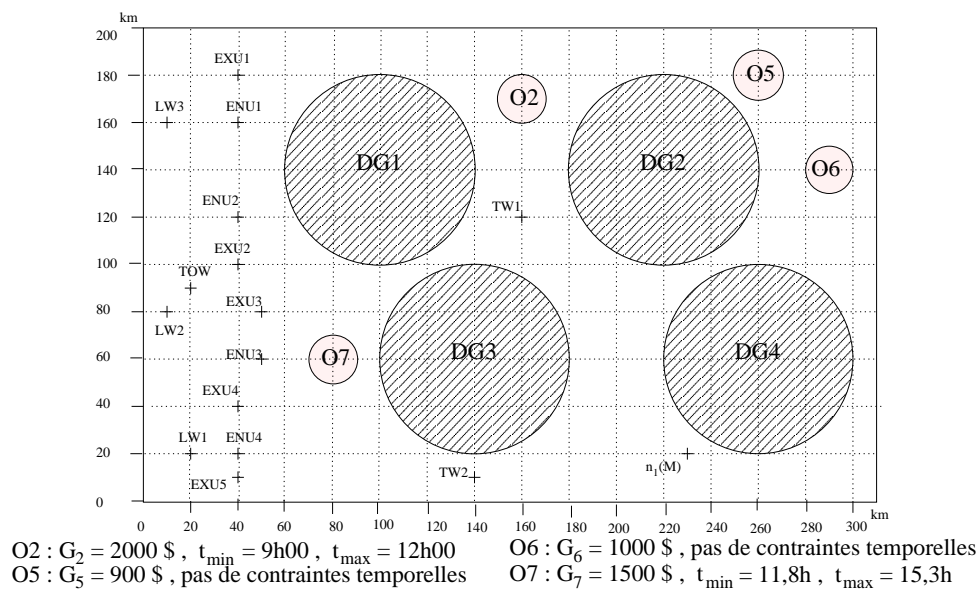 km
200
180
160
140
120
100
80
60
40
20
0
EXU1
LW3
ENU1
ENU2
EXU2
TOW
EXU3
LW2
ENU3
EXU4
LW1
ENU4
EXU5
DG1
O2
DG2
O5
O6
TW1
O7
DG3
DG4
TW2
n1(M)
km
0 20 40 60 80 100 120 140 160 180 200 220 240 260 280 300
O2 : G2 = 2000 $ , tmin = 9h00 , tmax = 12h00
O5 : G5 = 900 $ , pas de contraintes temporelles
O6 : G6 = 1000 $ , pas de contraintes temporelles
O7 : G7 = 1500 $ , tmin = 11,8h , tmax = 15,3h